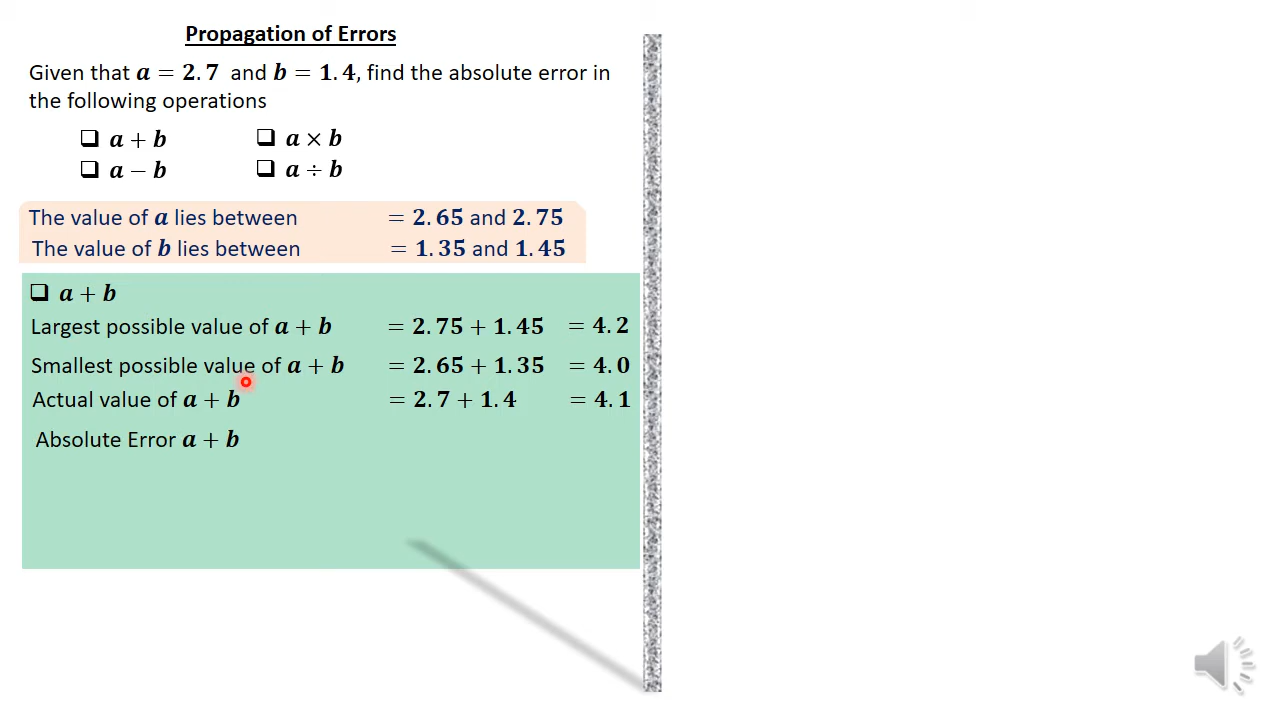 Propagation of Errors
Given that a = 2.7 and b = 1.4, find the absolute error in
the following operations
❑ a + b ❑ a × b
❑ a − b ❑ a ÷ b
The value of a lies between = 2.65 and 2.75
The value of b lies between = 1.35 and 1.45
❑ a + b
Largest possible value of a + b = 2.75 + 1.45 = 4.2
Smallest possible value of a + b = 2.65 + 1.35 = 4.0
Actual value of a + b = 2.7 + 1.4 = 4.1
Absolute Error a + b